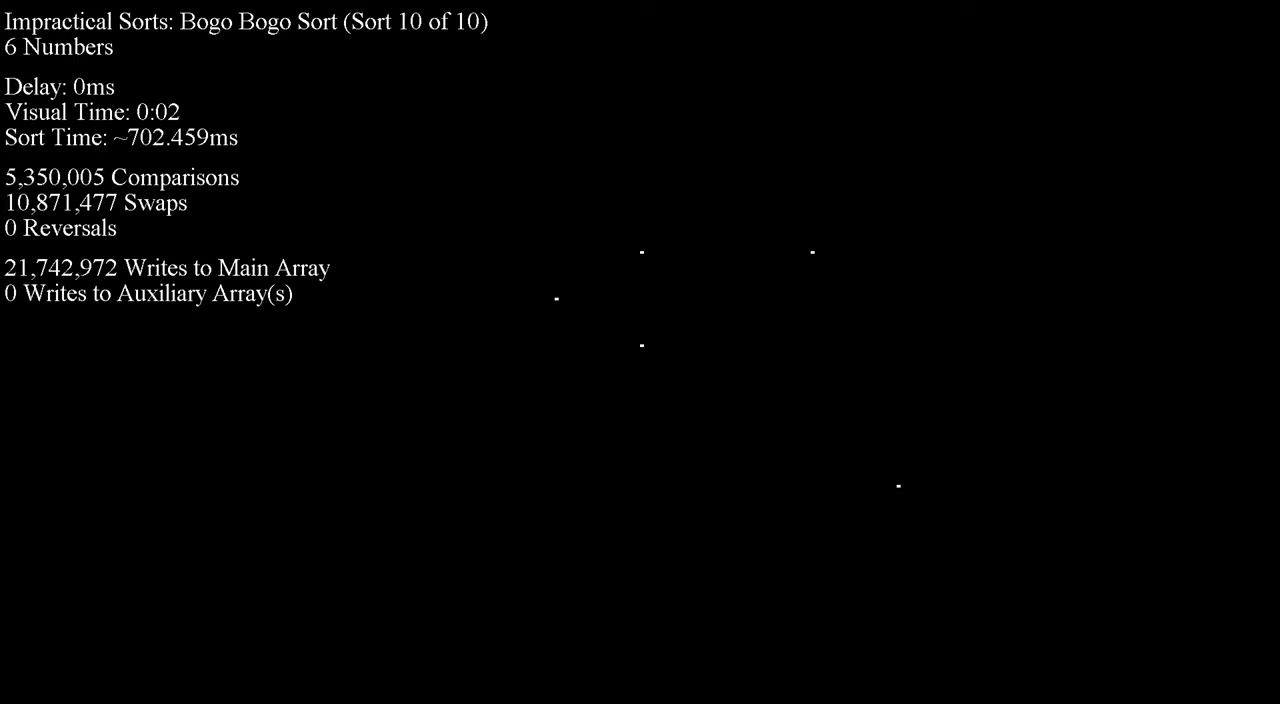 Impractical Sorts: Bogo Bogo Sort (Sort 10 of 10)
6 Numbers
Delay: 0ms
Visual Time: 0:02
Sort Time: ~702.459ms
5,350,005 Comparisons
10,871,477 Swaps
0 Reversals
21,742,972 Writes to Main Array
0 Writes to Auxiliary Array(s)